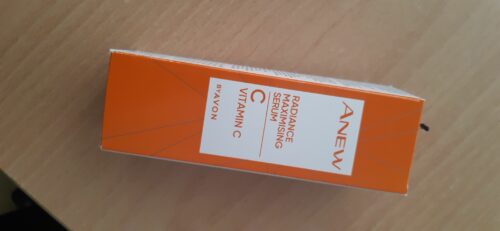 ANEW
RADIANCE
MAXIMISING
SERUM
C
VITAMIN C
BY AVON